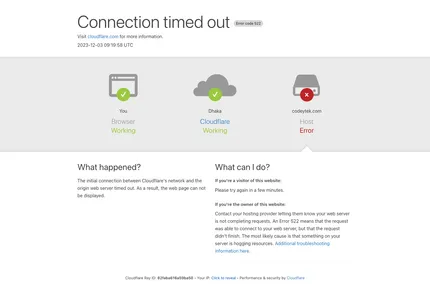 Connection timed out Error code 522
Visit cloudflare.com for more information.
2023-12-03 09:19:58 UTC
You
Browser
Working
Dhaka
Cloudflare
Working
codeytek.com
Host
Error
What happened?
The initial connection between Cloudflare's network and the
origin web server timed out. As a result, the web page can not
be displayed.
What can I do?
If you're a visitor of this website:
Please try again in a few minutes.
If you're the owner of this website:
Contact your hosting provider letting them know your web server
is not completing requests. An Error 522 means that the request
was able to connect to your web server, but that the request
didn't finish. The most likely cause is that something on your
server is hogging resources. Additional troubleshooting
information here.
Cloudflare Ray ID: • Your IP: Click to reveal • Performance & security by Cloudflare